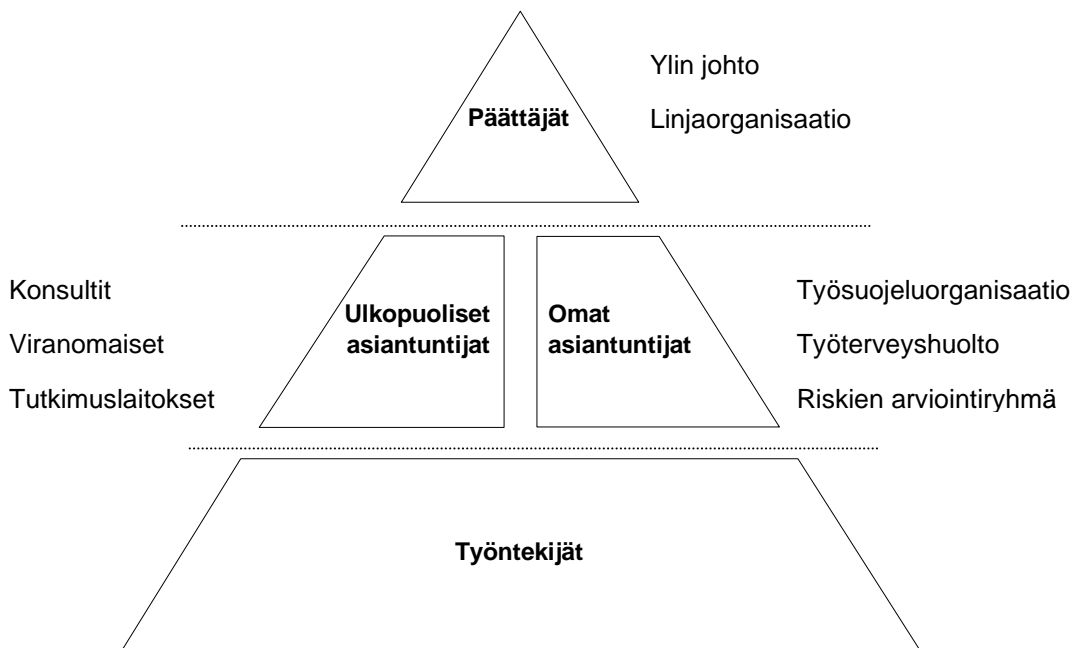 Päättäjät
Ylin johto
Linjaorganisaatio
Konsultit
Viranomaiset
Tutkimuslaitokset
Ulkopuoliset
asiantuntijat
Omat
asiantuntijat
Työsuojeluorganisaatio
Työterveyshuolto
Riskien arviointiryhmä
Työntekijät